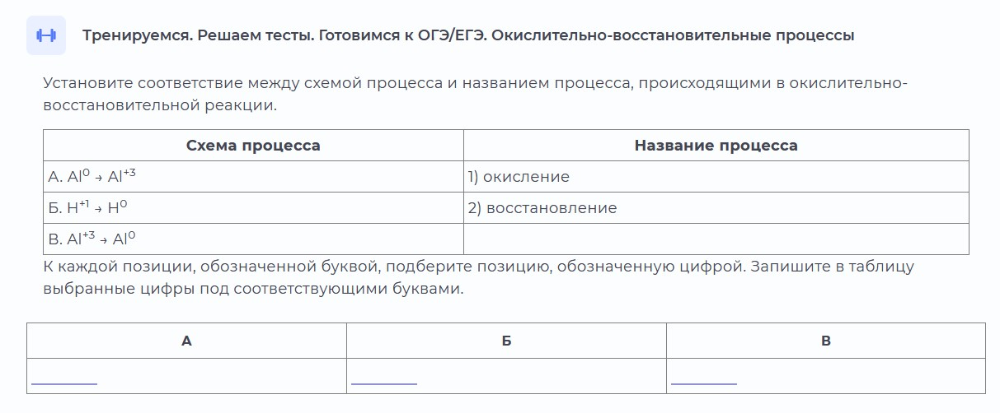 Тренируемся. Решаем тесты. Готовимся к ОГЭ/ЕГЭ. Окислительно-восстановительные процессы
Установите соответствие между схемой процесса и названием процесса, происходящими в окислительно-
восстановительной реакции.
Схема процесса Название процесса
А. Al⁰ → Al⁺³ 1) окисление
Б. H⁺¹ → H⁰ 2) восстановление
В. Al⁺³ → Al⁰
К каждой позиции, обозначенной буквой, подберите позицию, обозначенную цифрой. Запишите в таблицу
выбранные цифры под соответствующими буквами.
А Б В